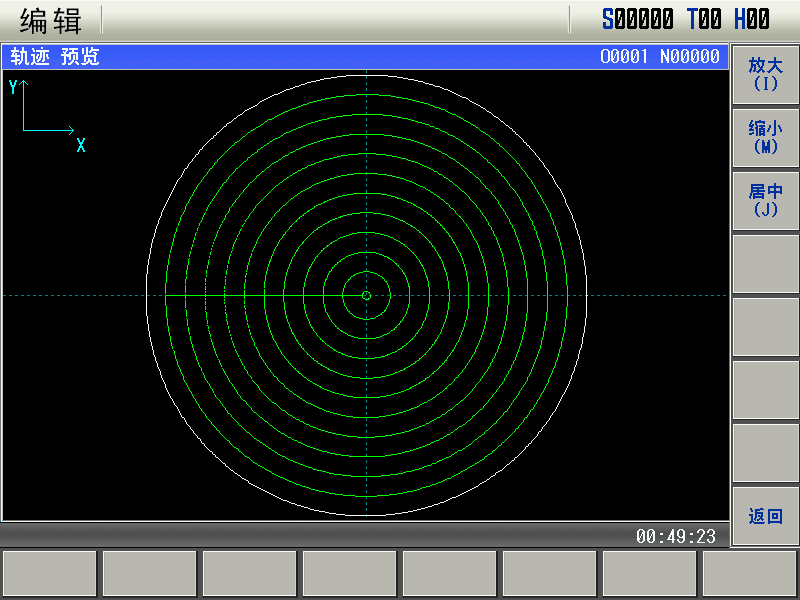 编辑
S00000 T00 H00
轨迹 预览
O0001 N00000
Y
X
放大
(I)
缩小
(M)
居中
(J)
返回
00:49:23